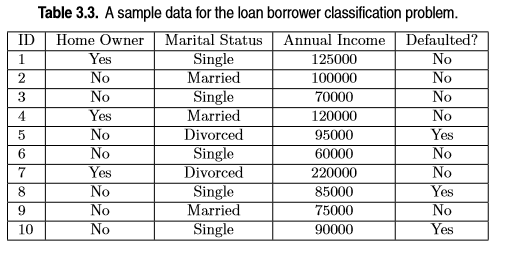 Table 3.3. A sample data for the loan borrower classification problem.
ID Home Owner Marital Status Annual Income Defaulted?
1 Yes Single 125000 No
2 No Married 100000 No
3 No Single 70000 No
4 Yes Married 120000 No
5 No Divorced 95000 Yes
6 No Single 60000 No
7 Yes Divorced 220000 No
8 No Single 85000 Yes
9 No Married 75000 No
10 No Single 90000 Yes